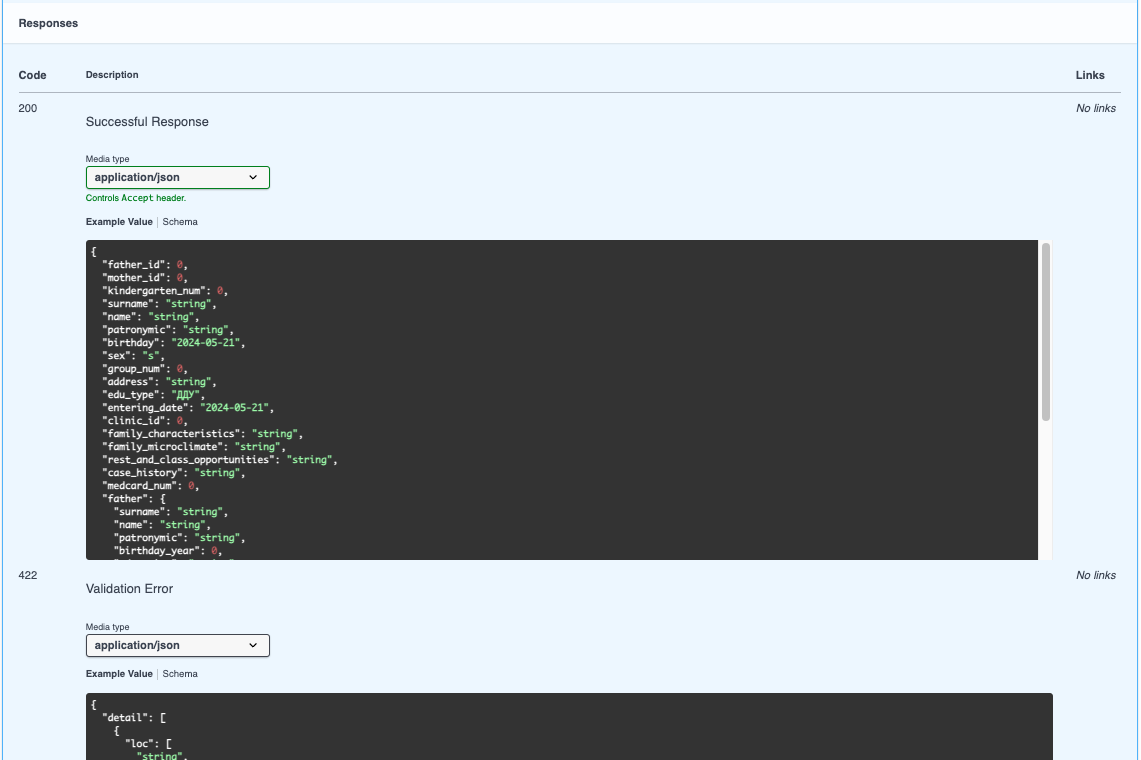 Responses
Code Description Links
200 No links
Successful Response
Media type
application/json
Controls Accept header.
Example Value | Schema
{
"father_id": 0,
"mother_id": 0,
"kindergarten_num": 0,
"surname": "string",
"name": "string",
"patronymic": "string",
"birthday": "2024-05-21",
"sex": "s",
"group_num": 0,
"address": "string",
"edu_type": "ДДУ",
"entering_date": "2024-05-21",
"clinic_id": 0,
"family_characteristics": "string",
"family_microclimate": "string",
"rest_and_class_opportunities": "string",
"case_history": "string",
"medcard_num": 0,
"father": {
"surname": "string",
"name": "string",
"patronymic": "string",
"birthday_year": 0,
422 No links
Validation Error
Media type
application/json
Example Value | Schema
{
"detail": [
{
"loc": [
"string",